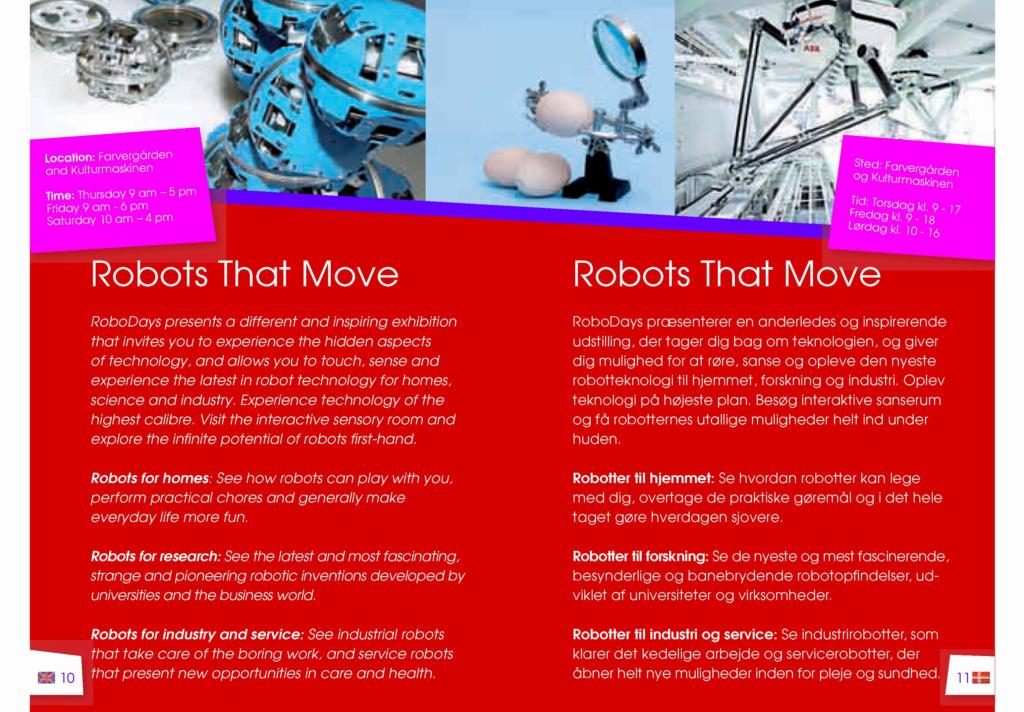 ABB
Location: Farvergården
and Kulturmaskinen
Time: Thursday 9 am – 5 pm
Friday 9 am - 6 pm
Saturday 10 am – 4 pm
Robots That Move
RoboDays presents a different and inspiring exhibition
that invites you to experience the hidden aspects
of technology, and allows you to touch, sense and
experience the latest in robot technology for homes,
science and industry. Experience technology of the
highest calibre. Visit the interactive sensory room and
explore the infinite potential of robots first-hand.
Robots for homes: See how robots can play with you,
perform practical chores and generally make
everyday life more fun.
Robots for research: See the latest and most fascinating,
strange and pioneering robotic inventions developed by
universities and the business world.
Robots for industry and service: See industrial robots
that take care of the boring work, and service robots
that present new opportunities in care and health.
10
Sted: Farvergården
og Kulturmaskinen
Tid: Torsdag kl. 9 - 17
Fredag kl. 9 - 18
Lørdag kl. 10 - 16
Robots That Move
RoboDays præsenterer en anderledes og inspirerende
udstilling, der tager dig bag om teknologien, og giver
dig mulighed for at røre, sanse og opleve den nyeste
robotteknologi til hjemmet, forskning og industri. Oplev
teknologi på højeste plan. Besøg interaktive sanserum
og få robotternes utallige muligheder helt ind under
huden.
Robotter til hjemmet: Se hvordan robotter kan lege
med dig, overtage de praktiske gøremål og i det hele
taget gøre hverdagen sjovere.
Robotter til forskning: Se de nyeste og mest fascinerende,
besynderlige og banebrydende robotopfindelser, ud-
viklet af universiteter og virksomheder.
Robotter til industri og service: Se industrirobotter, som
klarer det kedelige arbejde og servicerobotter, der
åbner helt nye muligheder inden for pleje og sundhed.
11